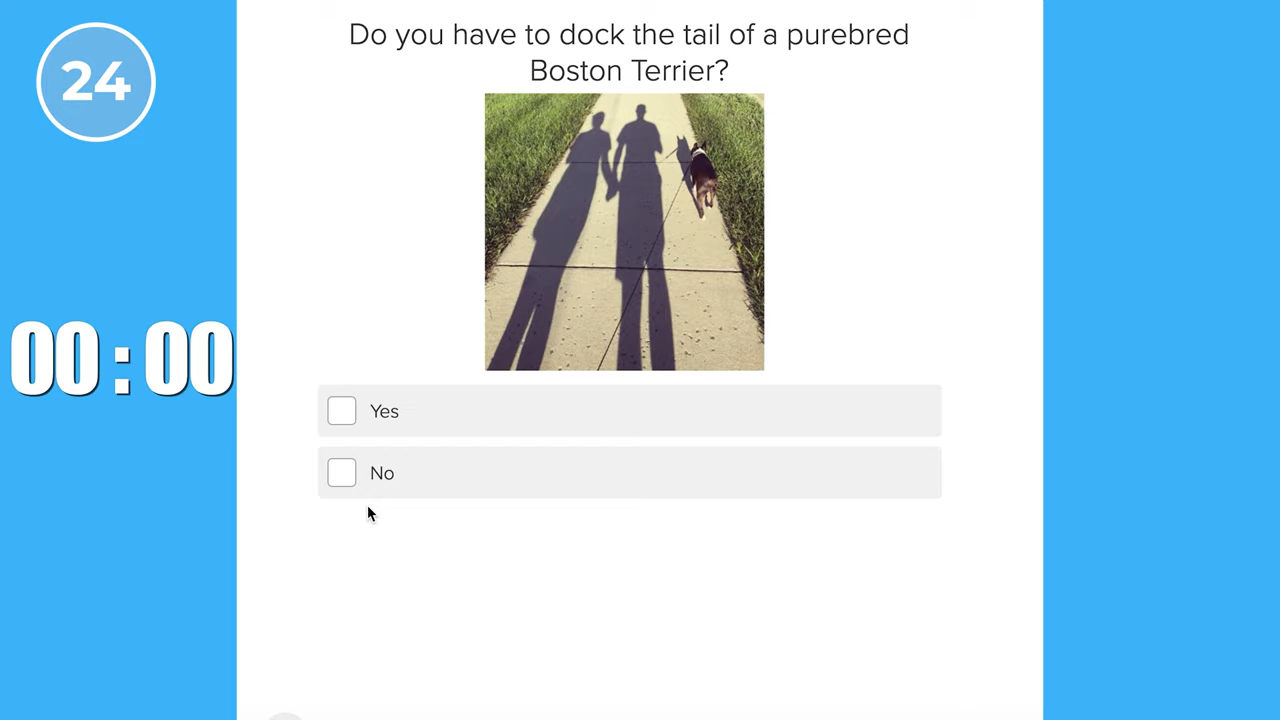 24
Do you have to dock the tail of a purebred
Boston Terrier?
00:00
Yes
No